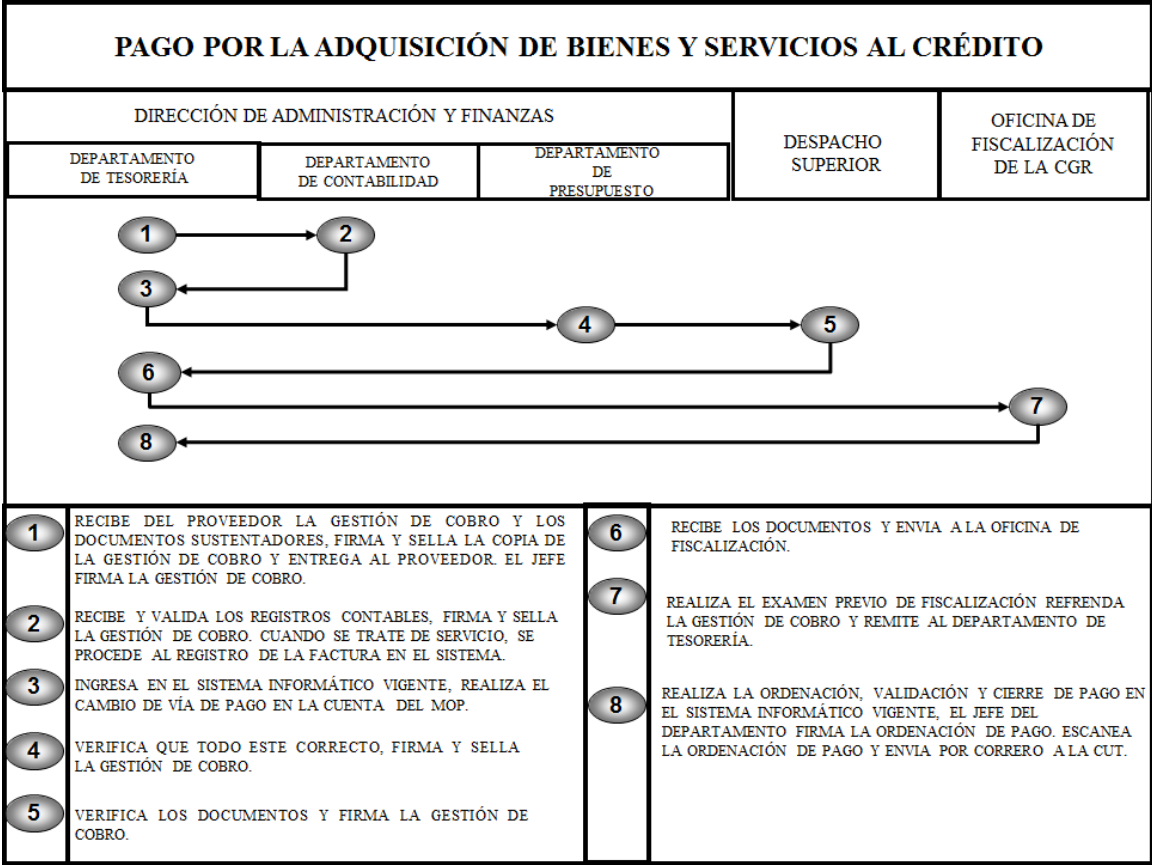 PAGO POR LA ADQUISICIÓN DE BIENES Y SERVICIOS AL CRÉDITO
DIRECCIÓN DE ADMINISTRACIÓN Y FINANZAS
DEPARTAMENTO
DE TESORERÍA
DEPARTAMENTO
DE CONTABILIDAD
DEPARTAMENTO
DE
PRESUPUESTO
DESPACHO
SUPERIOR
OFICINA DE
FISCALIZACIÓN
DE LA CGR
1
2
3
4
5
6
7
8
1
RECIBE DEL PROVEEDOR LA GESTIÓN DE COBRO Y LOS
DOCUMENTOS SUSTENTADORES, FIRMA Y SELLA LA COPIA DE
LA GESTIÓN DE COBRO Y ENTREGA AL PROVEEDOR. EL JEFE
FIRMA LA GESTIÓN DE COBRO.
2
RECIBE Y VALIDA LOS REGISTROS CONTABLES, FIRMA Y SELLA
LA GESTIÓN DE COBRO. CUANDO SE TRATE DE SERVICIO, SE
PROCEDE AL REGISTRO DE LA FACTURA EN EL SISTEMA.
3
INGRESA EN EL SISTEMA INFORMÁTICO VIGENTE, REALIZA EL
CAMBIO DE VÍA DE PAGO EN LA CUENTA DEL MOP.
4
VERIFICA QUE TODO ESTE CORRECTO, FIRMA Y SELLA
LA GESTIÓN DE COBRO.
5
VERIFICA LOS DOCUMENTOS Y FIRMA LA GESTIÓN DE
COBRO.
6
RECIBE LOS DOCUMENTOS Y ENVIA A LA OFICINA DE
FISCALIZACIÓN.
7
REALIZA EL EXAMEN PREVIO DE FISCALIZACIÓN REFRENDA
LA GESTIÓN DE COBRO Y REMITE AL DEPARTAMENTO DE
TESORERÍA.
8
REALIZA LA ORDENACIÓN, VALIDACIÓN Y CIERRE DE PAGO EN
EL SISTEMA INFORMÁTICO VIGENTE, EL JEFE DEL
DEPARTAMENTO FIRMA LA ORDENACIÓN DE PAGO. ESCANEA
LA ORDENACIÓN DE PAGO Y ENVIA POR CORRERO A LA CUT.